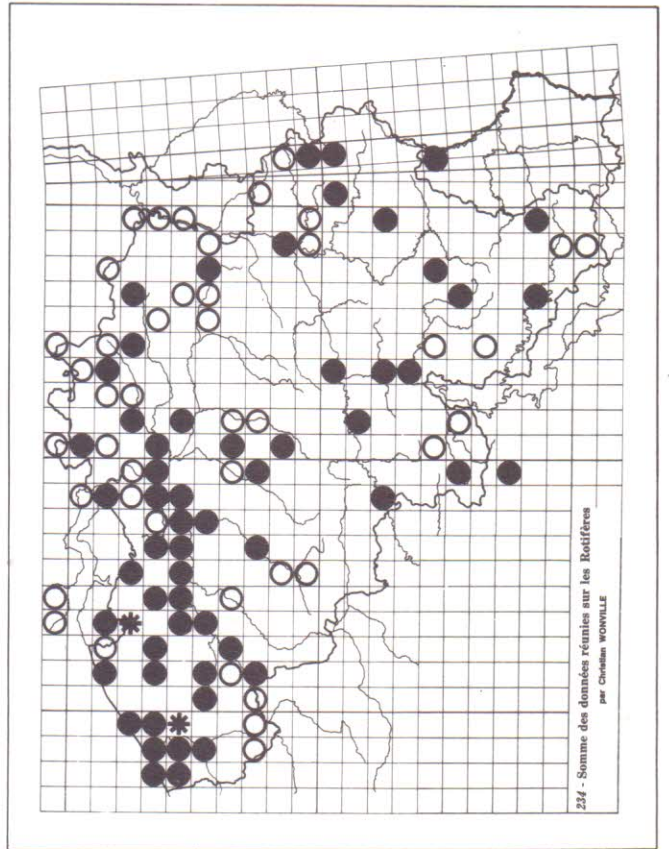 234 - Somme des données réunies sur les Rotifères
par Christian WONVILLE